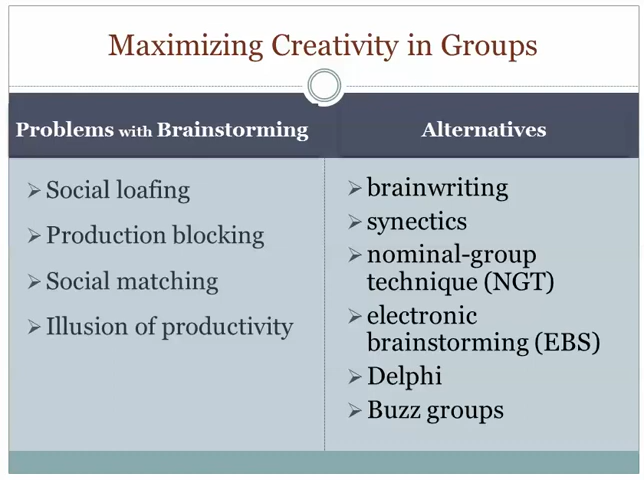 Maximizing Creativity in Groups
Problems with Brainstorming
Alternatives
Social loafing
Production blocking
Social matching
Illusion of productivity
brainwriting
synectics
nominal-group
technique (NGT)
electronic
brainstorming (EBS)
Delphi
Buzz groups